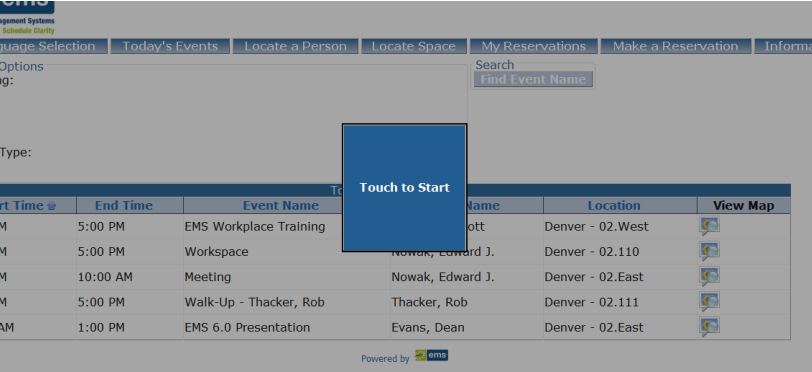 ems
agement Systems
Schedule Clarity
guage Selection Today's Events Locate a Person Locate Space My Reservations Make a Reservation Informa
Options Search
ng: Find Event Name
Type:
Touch to Start
To
rt Time End Time Event Name Name Location View Map
M 5:00 PM EMS Workplace Training ott Denver - 02.West
M 5:00 PM Workspace Nowak, Edward J. Denver - 02.110
M 10:00 AM Meeting Nowak, Edward J. Denver - 02.East
M 5:00 PM Walk-Up - Thacker, Rob Thacker, Rob Denver - 02.111
AM 1:00 PM EMS 6.0 Presentation Evans, Dean Denver - 02.East
Powered by ems